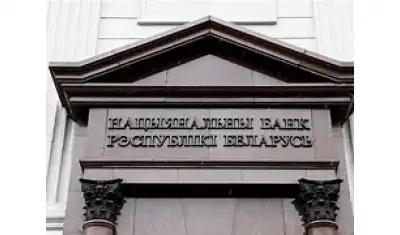 НАЦЫЯНАЛЬНЫ БАНК
РЭСПУБЛІКІ БЕЛАРУСЬ